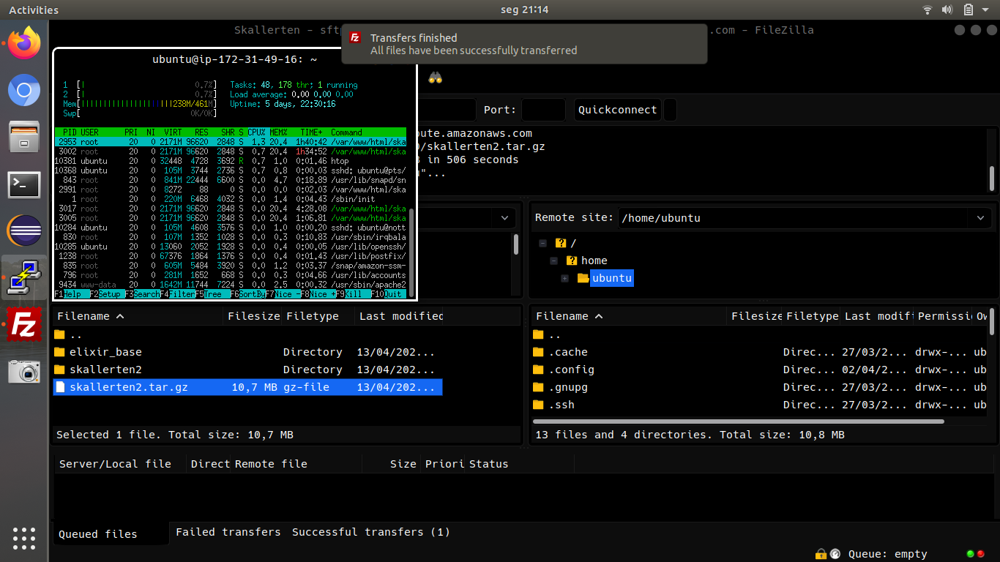 Activities
seg 21:14
Skallerten - sft
.com - FileZilla
Transfers finished
All files have been successfully transferred
ubuntu@ip-172-31-49-16: ~
1 [| 0.7%] Tasks: 48, 178 thr; 1 running
2 [| 0.7%] Load average: 0.00 0.00 0.00
Mem[||||||||||||||||||||238M/461M] Uptime: 5 days, 22:30:16
Swp[ 0K/0K]
PID USER PRI NI VIRT RES SHR S CPU% MEM% TIME+ Command
2953 root 20 0 2171M 96620 2848 S 1.3 20.4 1h40:42 /var/www/html/ska
3002 root 20 0 2171M 96620 2848 S 0.7 20.4 1h34:52 /var/www/html/ska
10381 ubuntu 20 0 32448 4728 3692 R 0.7 1.0 0:01.46 htop
10368 ubuntu 20 0 105M 3744 2736 S 0.7 0.8 0:00.03 sshd: ubuntu@pts/
843 root 20 0 841M 22444 6600 S 0.0 4.7 0:18.89 /usr/lib/snapd/sn
2991 root 20 0 8272 88 0 S 0.0 0.0 0:02.03 /var/www/html/ska
1 root 20 0 220M 6468 4032 S 0.0 1.4 0:04.43 /sbin/init
3017 root 20 0 2171M 96620 2848 S 0.0 20.4 4:28.08 /var/www/html/ska
3005 root 20 0 2171M 96620 2848 S 0.0 20.4 1:06.81 /var/www/html/ska
10284 ubuntu 20 0 105M 4608 3576 S 0.0 1.0 0:00.20 sshd: ubuntu@nott
830 root 20 0 107M 1352 1028 S 0.0 0.3 0:10.83 /usr/sbin/irqbala
10285 ubuntu 20 0 13060 2052 1928 S 0.0 0.4 0:00.05 /usr/lib/openssh/
1238 root 20 0 67376 1864 1376 S 0.0 0.4 0:01.43 /usr/lib/postfix/
835 root 20 0 605M 5484 3920 S 0.0 1.2 0:03.37 /snap/amazon-ssm-
796 root 20 0 281M 1652 668 S 0.0 0.3 0:04.66 /usr/lib/accounts
9434 www-data 20 0 1642M 11744 7224 S 0.0 2.5 0:00.32 /usr/sbin/apache2
F1Help F2Setup F3SearchF4FilterF5Tree F6SortByF7Nice -F8Nice +F9Kill F10Quit
Port: Quickconnect
pute.amazonaws.com
/skallerten2.tar.gz
in 506 seconds
"...
Remote site: /home/ubuntu
/
home
ubuntu
Filename Filesize Filetype Last modified
..
elixir_base Directory 13/04/202...
skallerten2 Directory 13/04/202...
skallerten2.tar.gz 10,7 MB gz-file 13/04/202...
Selected 1 file. Total size: 10,7 MB
Filename Filesize Filetype Last modifi Permissi Ow
..
.cache Direc... 27/03/2... drwx-... ub
.config Direc... 02/04/2... drwx-... ub
.gnupg Direc... 27/03/2... drwx-... ub
.ssh Direc... 27/03/2... drwx-... ub
13 files and 4 directories. Total size: 10,8 MB
Server/Local file Direct Remote file Size Priori Status
Queued files Failed transfers Successful transfers (1)
Queue: empty